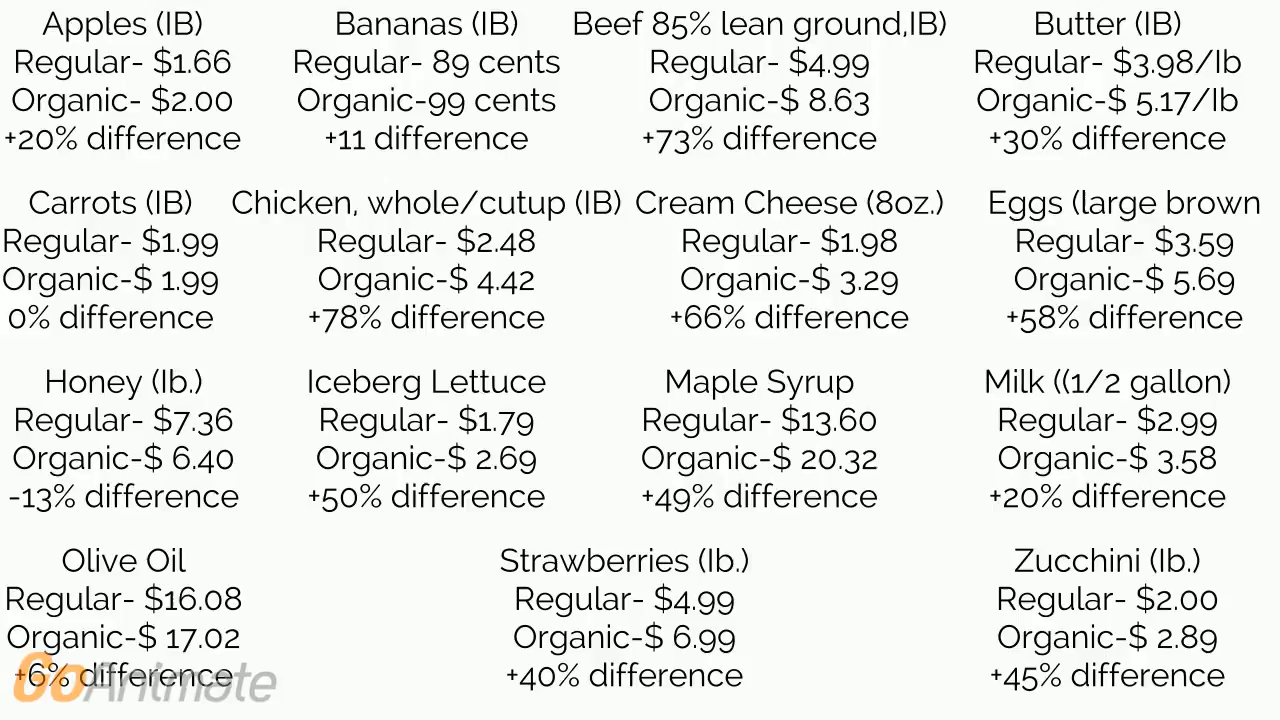 Apples (IB)
Regular- $1.66
Organic- $2.00
+20% difference
Bananas (IB)
Regular- 89 cents
Organic-99 cents
+11 difference
Beef 85% lean ground,IB)
Regular- $4.99
Organic-$ 8.63
+73% difference
Butter (IB)
Regular- $3.98/lb
Organic-$ 5.17/lb
+30% difference
Carrots (IB)
Regular- $1.99
Organic-$ 1.99
0% difference
Chicken, whole/cutup (IB)
Regular- $2.48
Organic-$ 4.42
+78% difference
Cream Cheese (8oz.)
Regular- $1.98
Organic-$ 3.29
+66% difference
Eggs (large brown
Regular- $3.59
Organic-$ 5.69
+58% difference
Honey (Ib.)
Regular- $7.36
Organic-$ 6.40
-13% difference
Iceberg Lettuce
Regular- $1.79
Organic-$ 2.69
+50% difference
Maple Syrup
Regular- $13.60
Organic-$ 20.32
+49% difference
Milk ((1/2 gallon)
Regular- $2.99
Organic-$ 3.58
+20% difference
Olive Oil
Regular- $16.08
Organic-$ 17.02
+6% difference
Strawberries (Ib.)
Regular- $4.99
Organic-$ 6.99
+40% difference
Zucchini (Ib.)
Regular- $2.00
Organic-$ 2.89
+45% difference
GoAnimate